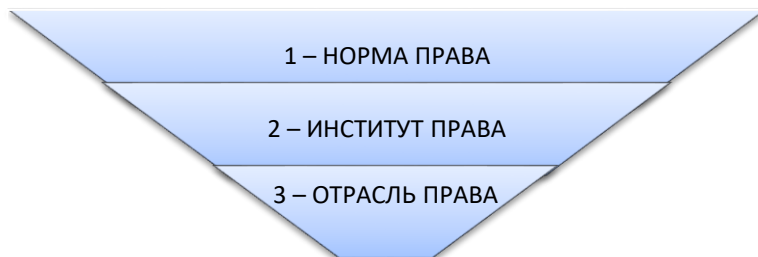 1 – НОРМА ПРАВА
2 – ИНСТИТУТ ПРАВА
3 – ОТРАСЛЬ ПРАВА